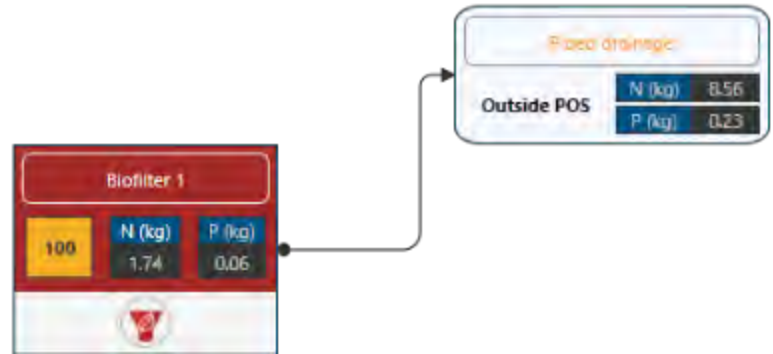 Piped drainage
Outside POS
N (kg) 8.56
P (kg) 0.23
Biofilter 1
100
N (kg) P (kg)
1.74 0.06